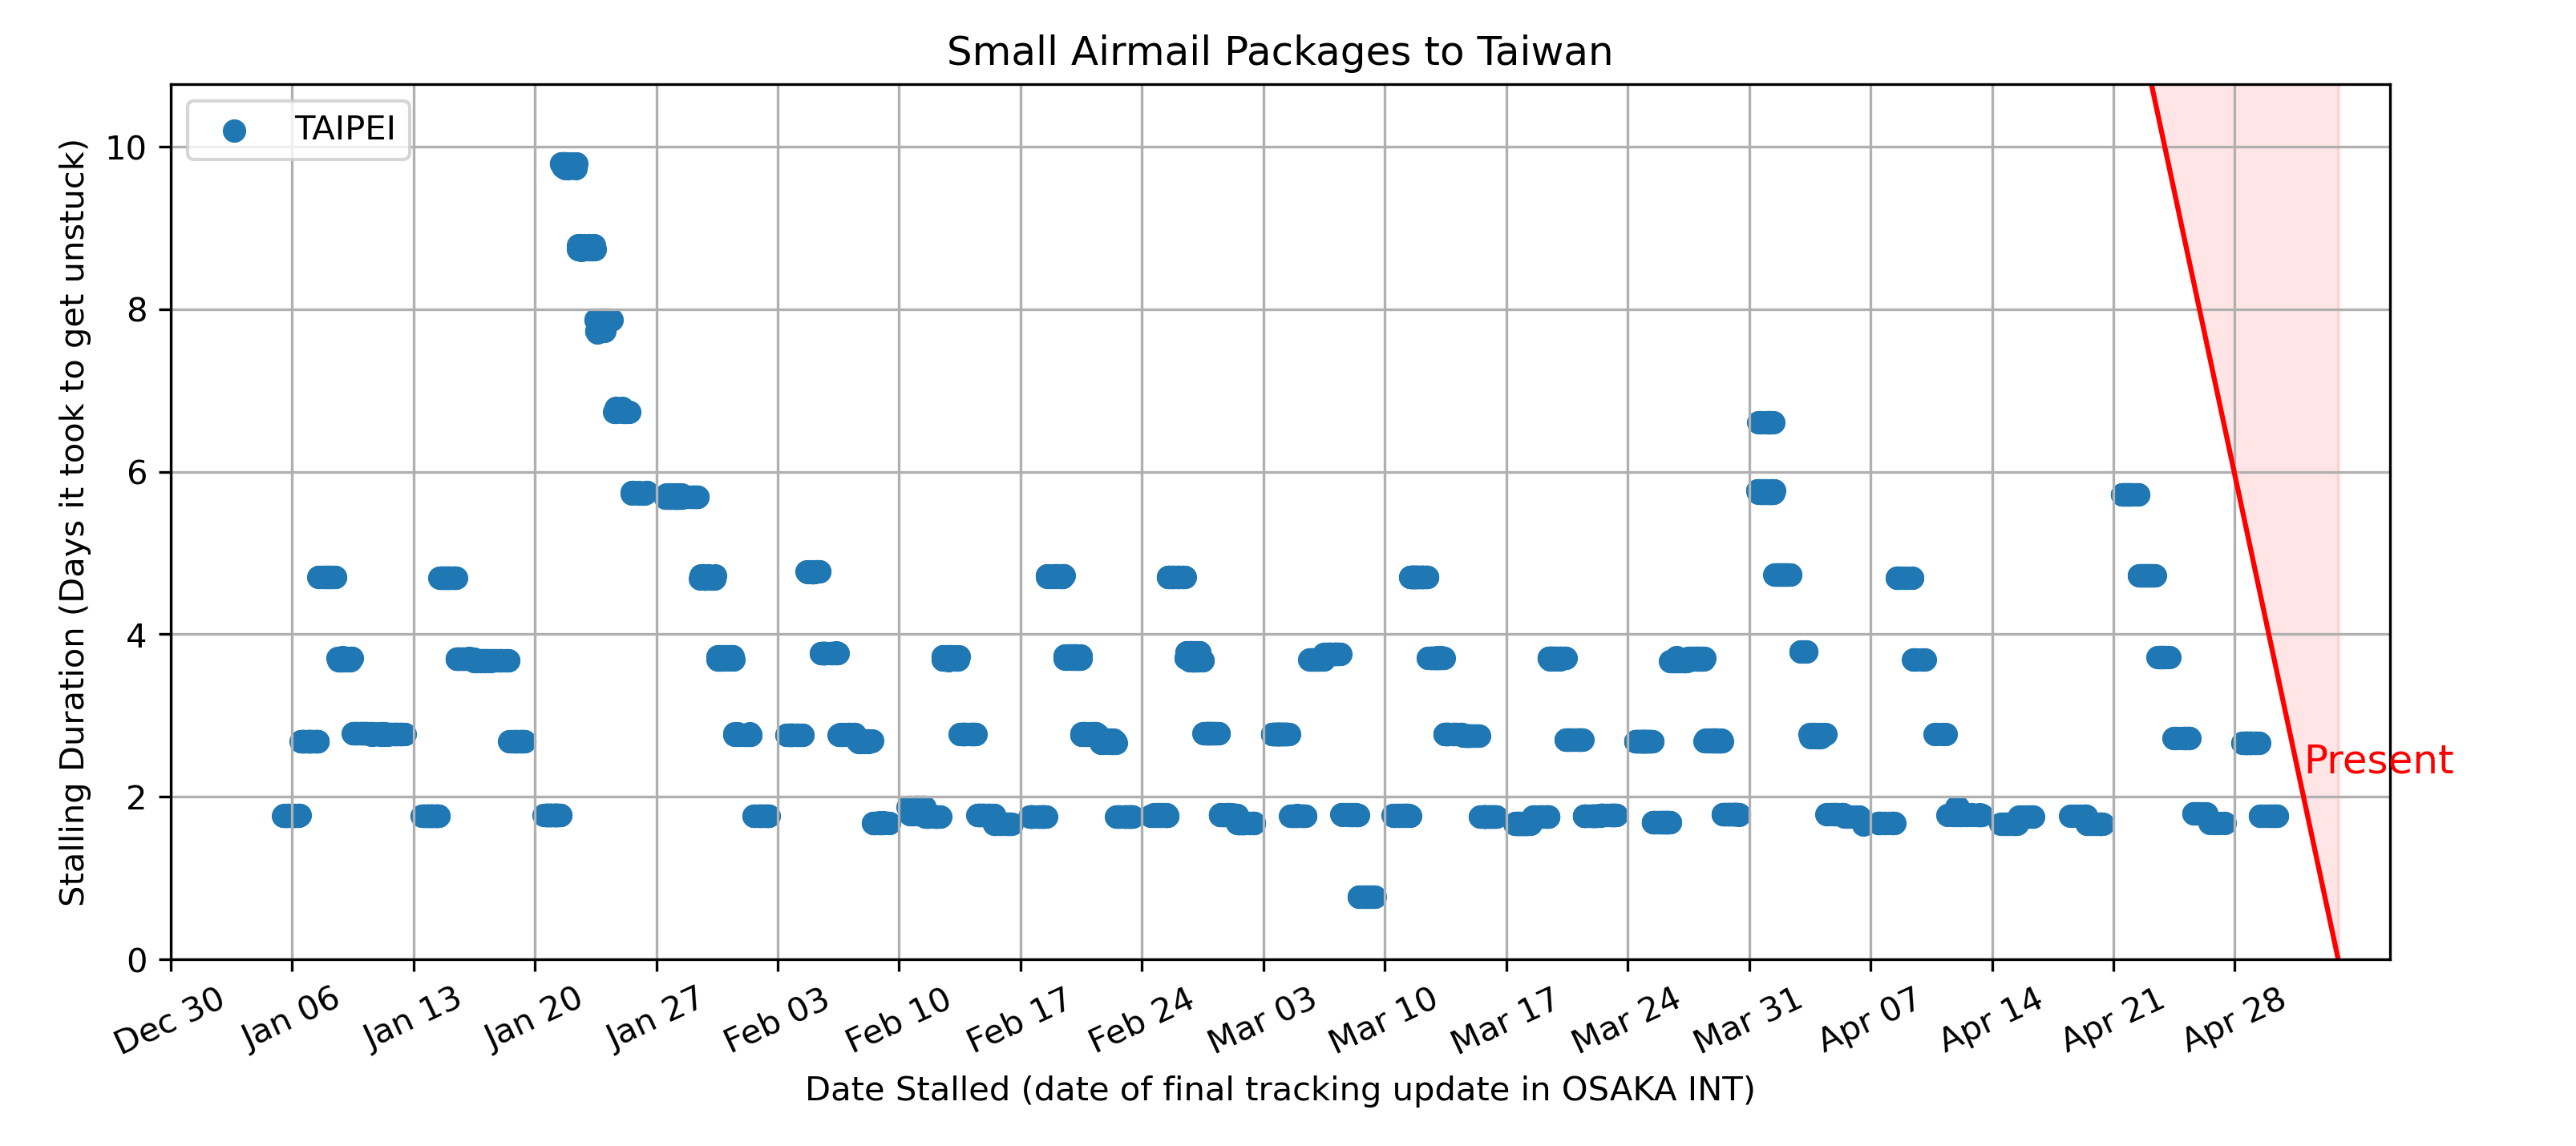 Small Airmail Packages to Taiwan
TAIPEI
Stalling Duration (Days it took to get unstuck)
10
8
6
4
2
0
Present
Dec 30
Jan 06
Jan 13
Jan 20
Jan 27
Feb 03
Feb 10
Feb 17
Feb 24
Mar 03
Mar 10
Mar 17
Mar 24
Mar 31
Apr 07
Apr 14
Apr 21
Apr 28
Date Stalled (date of final tracking update in OSAKA INT)